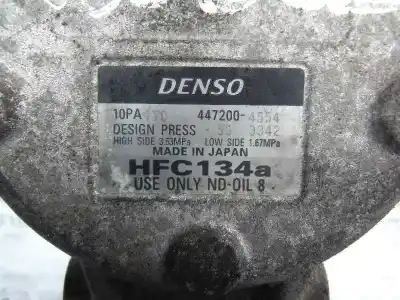 DENSO
10PA 447200-4554
DESIGN PRESS
HIGH SIDE 3.53MPa LOW SIDE 1.67MPa
MADE IN JAPAN
HFC134a
USE ONLY ND-OIL 8